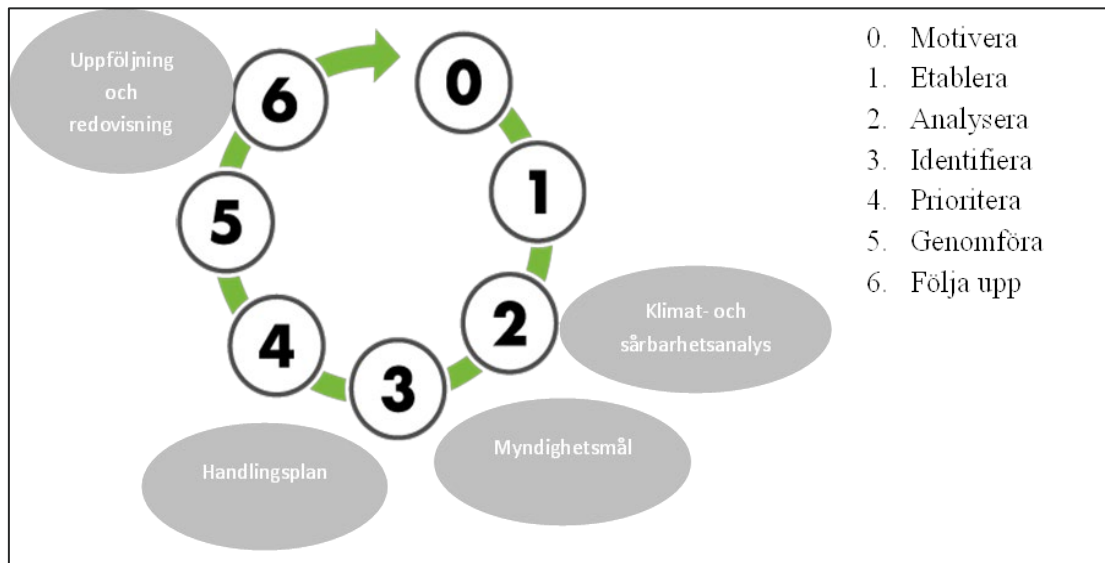 Uppföljning
och
redovisning
6
0
1
5
2
4
3
Klimat- och
sårbarhetsanalys
Myndighetsmål
Handlingsplan
0. Motivera
1. Etablera
2. Analysera
3. Identifiera
4. Prioritera
5. Genomföra
6. Följa upp